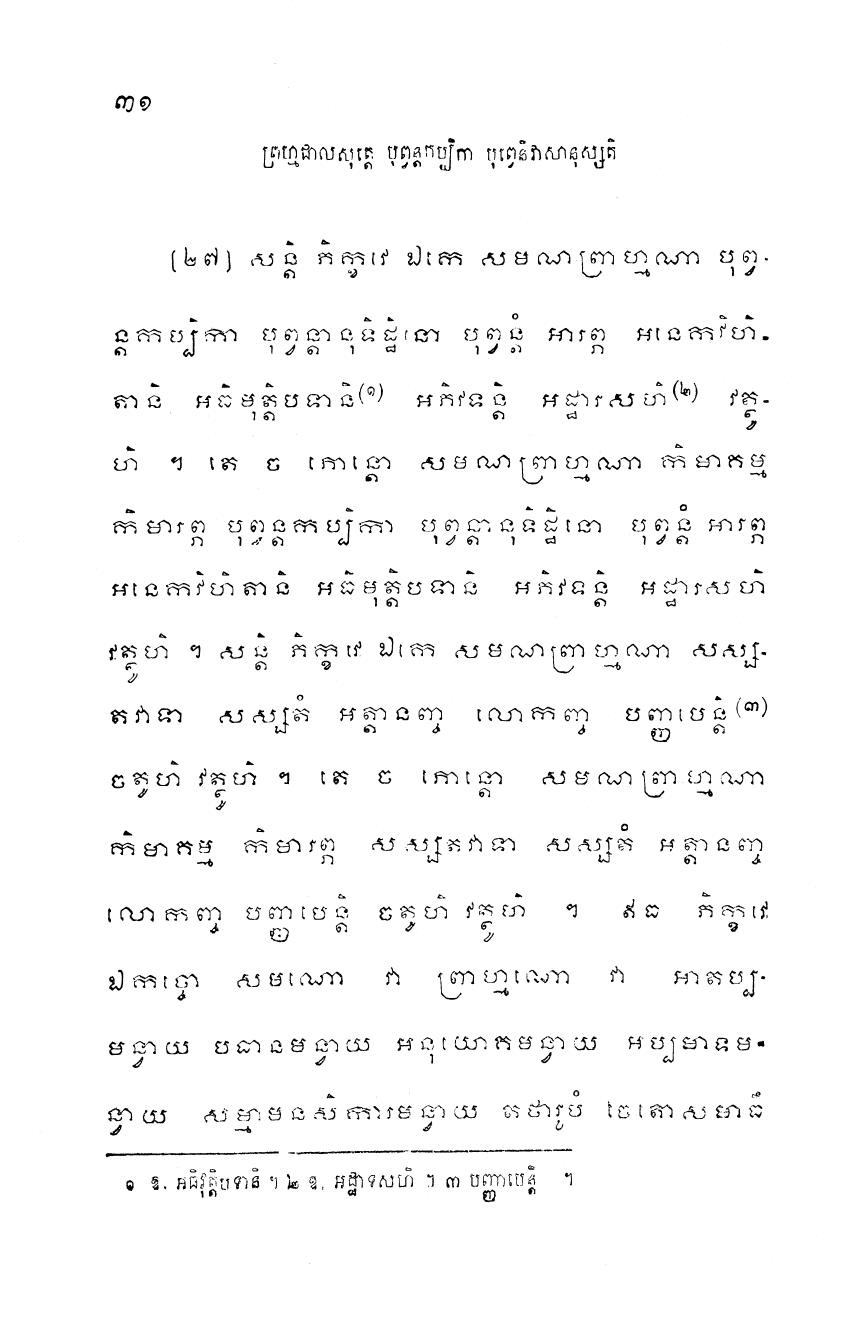 ៣១
ព្រហ្មជាលសុត្តេ បុព្វន្តកប្បិកា បុព្វេនិវាសានុស្សតិ
(២៧) សន្តិ ភិក្ខវេ ឯកេ សមណព្រាហ្មណា បុព្វ-
ន្តកប្បិកា បុព្វន្តានុទិដ្ឋិនោ បុព្វន្តំ អារព្ភ អនេកវិហិ-
តានិ អធិមុត្តិបទានិ(១) អភិវទន្តិ អដ្ឋារសហិ(២) វត្ថូ-
ហិ ។ តេ ច ភោន្តោ សមណព្រាហ្មណា កិមាគម្ម
កិមារព្ភ បុព្វន្តកប្បិកា បុព្វន្តានុទិដ្ឋិនោ បុព្វន្តំ អារព្ភ
អនេកវិហិតានិ អធិមុត្តិបទានិ អភិវទន្តិ អដ្ឋារសហិ
វត្ថូហិ ។ សន្តិ ភិក្ខវេ ឯកេ សមណព្រាហ្មណា សស្ស-
តវាទា សស្សតំ អត្តានញ្ច លោកញ្ច បញ្ញាបេន្តិ(៣)
ចតូហិ វត្ថូហិ ។ តេ ច ភោន្តោ សមណព្រាហ្មណា
កិមាគម្ម កិមារព្ភ សស្សតវាទា សស្សតំ អត្តានញ្ច
លោកញ្ច បញ្ញាបេន្តិ ចតូហិ វត្ថូហិ ។ ឥធ ភិក្ខវេ
ឯកច្ចោ សមណោ វា ព្រាហ្មណោ វា អាតប្ប-
មន្វាយ បធានមន្វាយ អនុយោគមន្វាយ អប្បមាទម-
ន្វាយ សម្មាមនសិការមន្វាយ តថារូបំ ចេតោសមាធឹ
១ ឱ. អធិវុត្តិបទានិ ។ ២ ឱ. អដ្ឋាទសហិ ។ ៣ បញ្ញាបេន្តិ ។